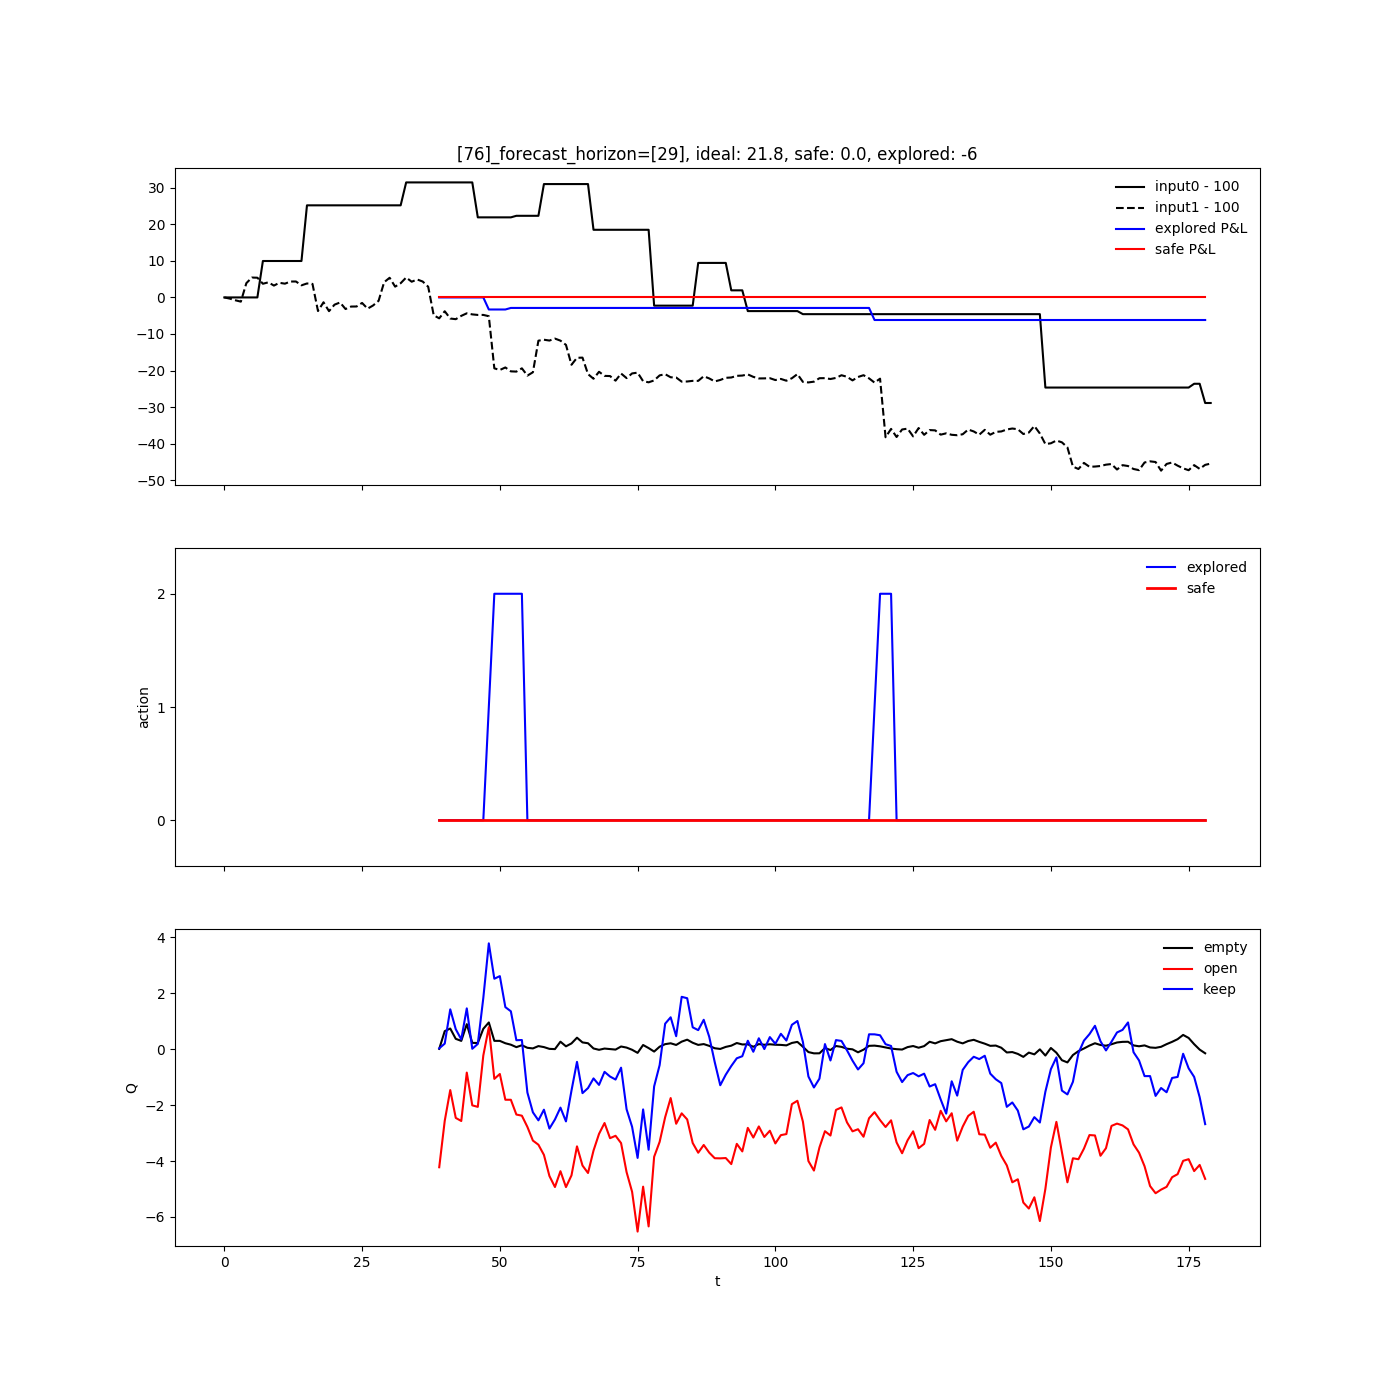 [76]_forecast_horizon=[29], ideal: 21.8, safe: 0.0, explored: -6
30
20
10
0
−10
−20
−30
−40
−50
input0 - 100
input1 - 100
explored P&L
safe P&L
action
2
1
0
explored
safe
Q
4
2
0
−2
−4
−6
empty
open
keep
0 25 50 75 100 125 150 175
t